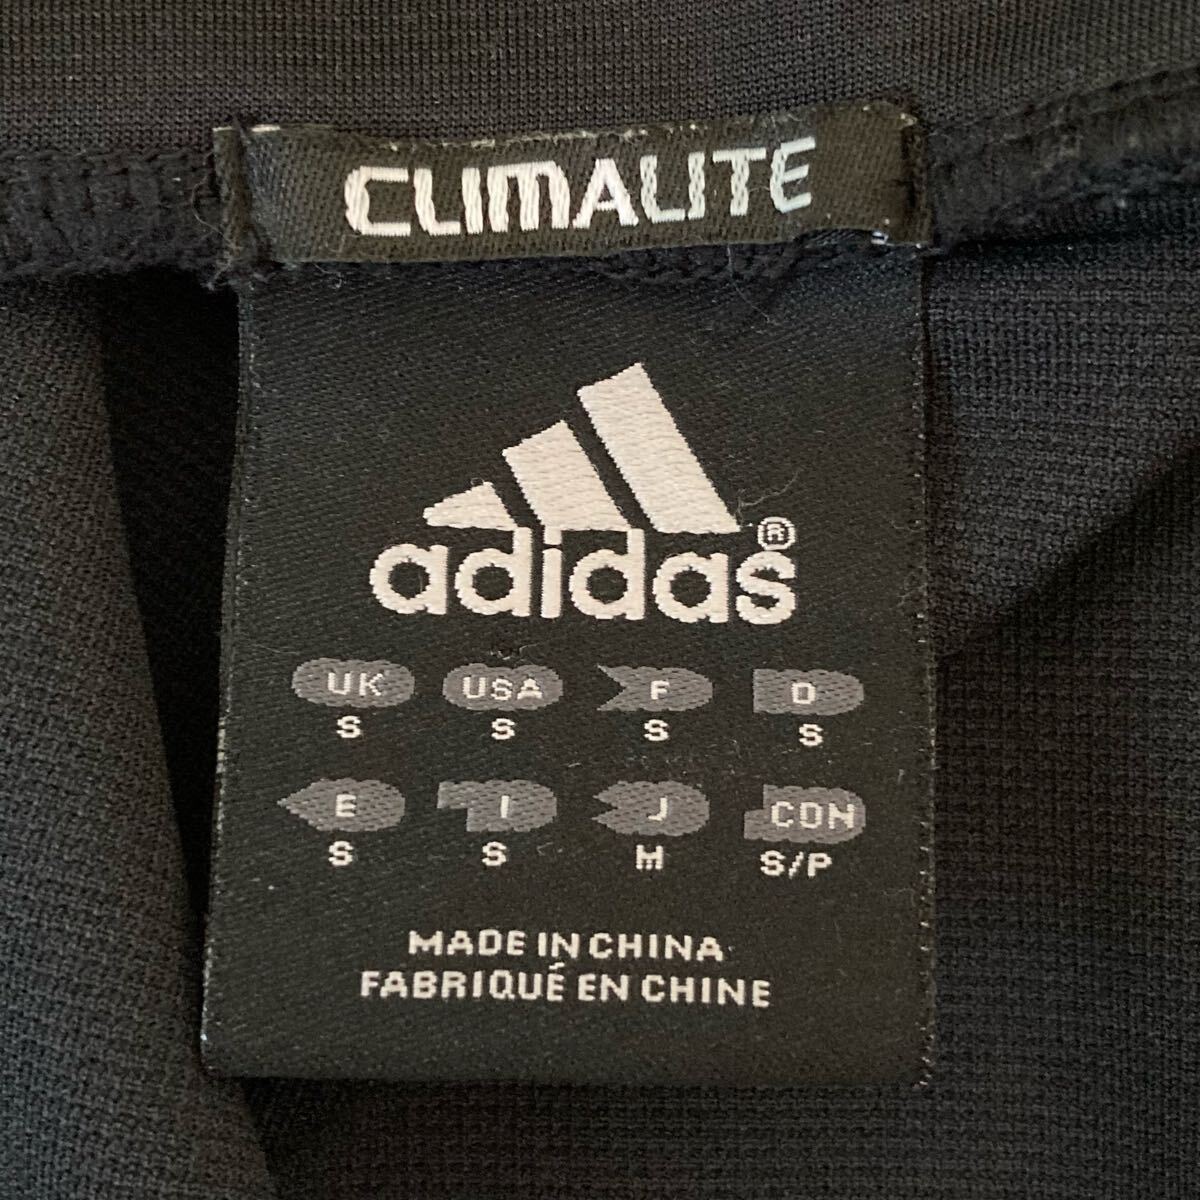 CLIMALITE
adidas®
UK USA F D
S S S S
E I J CDN
S S M S/P
MADE IN CHINA
FABRIQUÉ EN CHINE